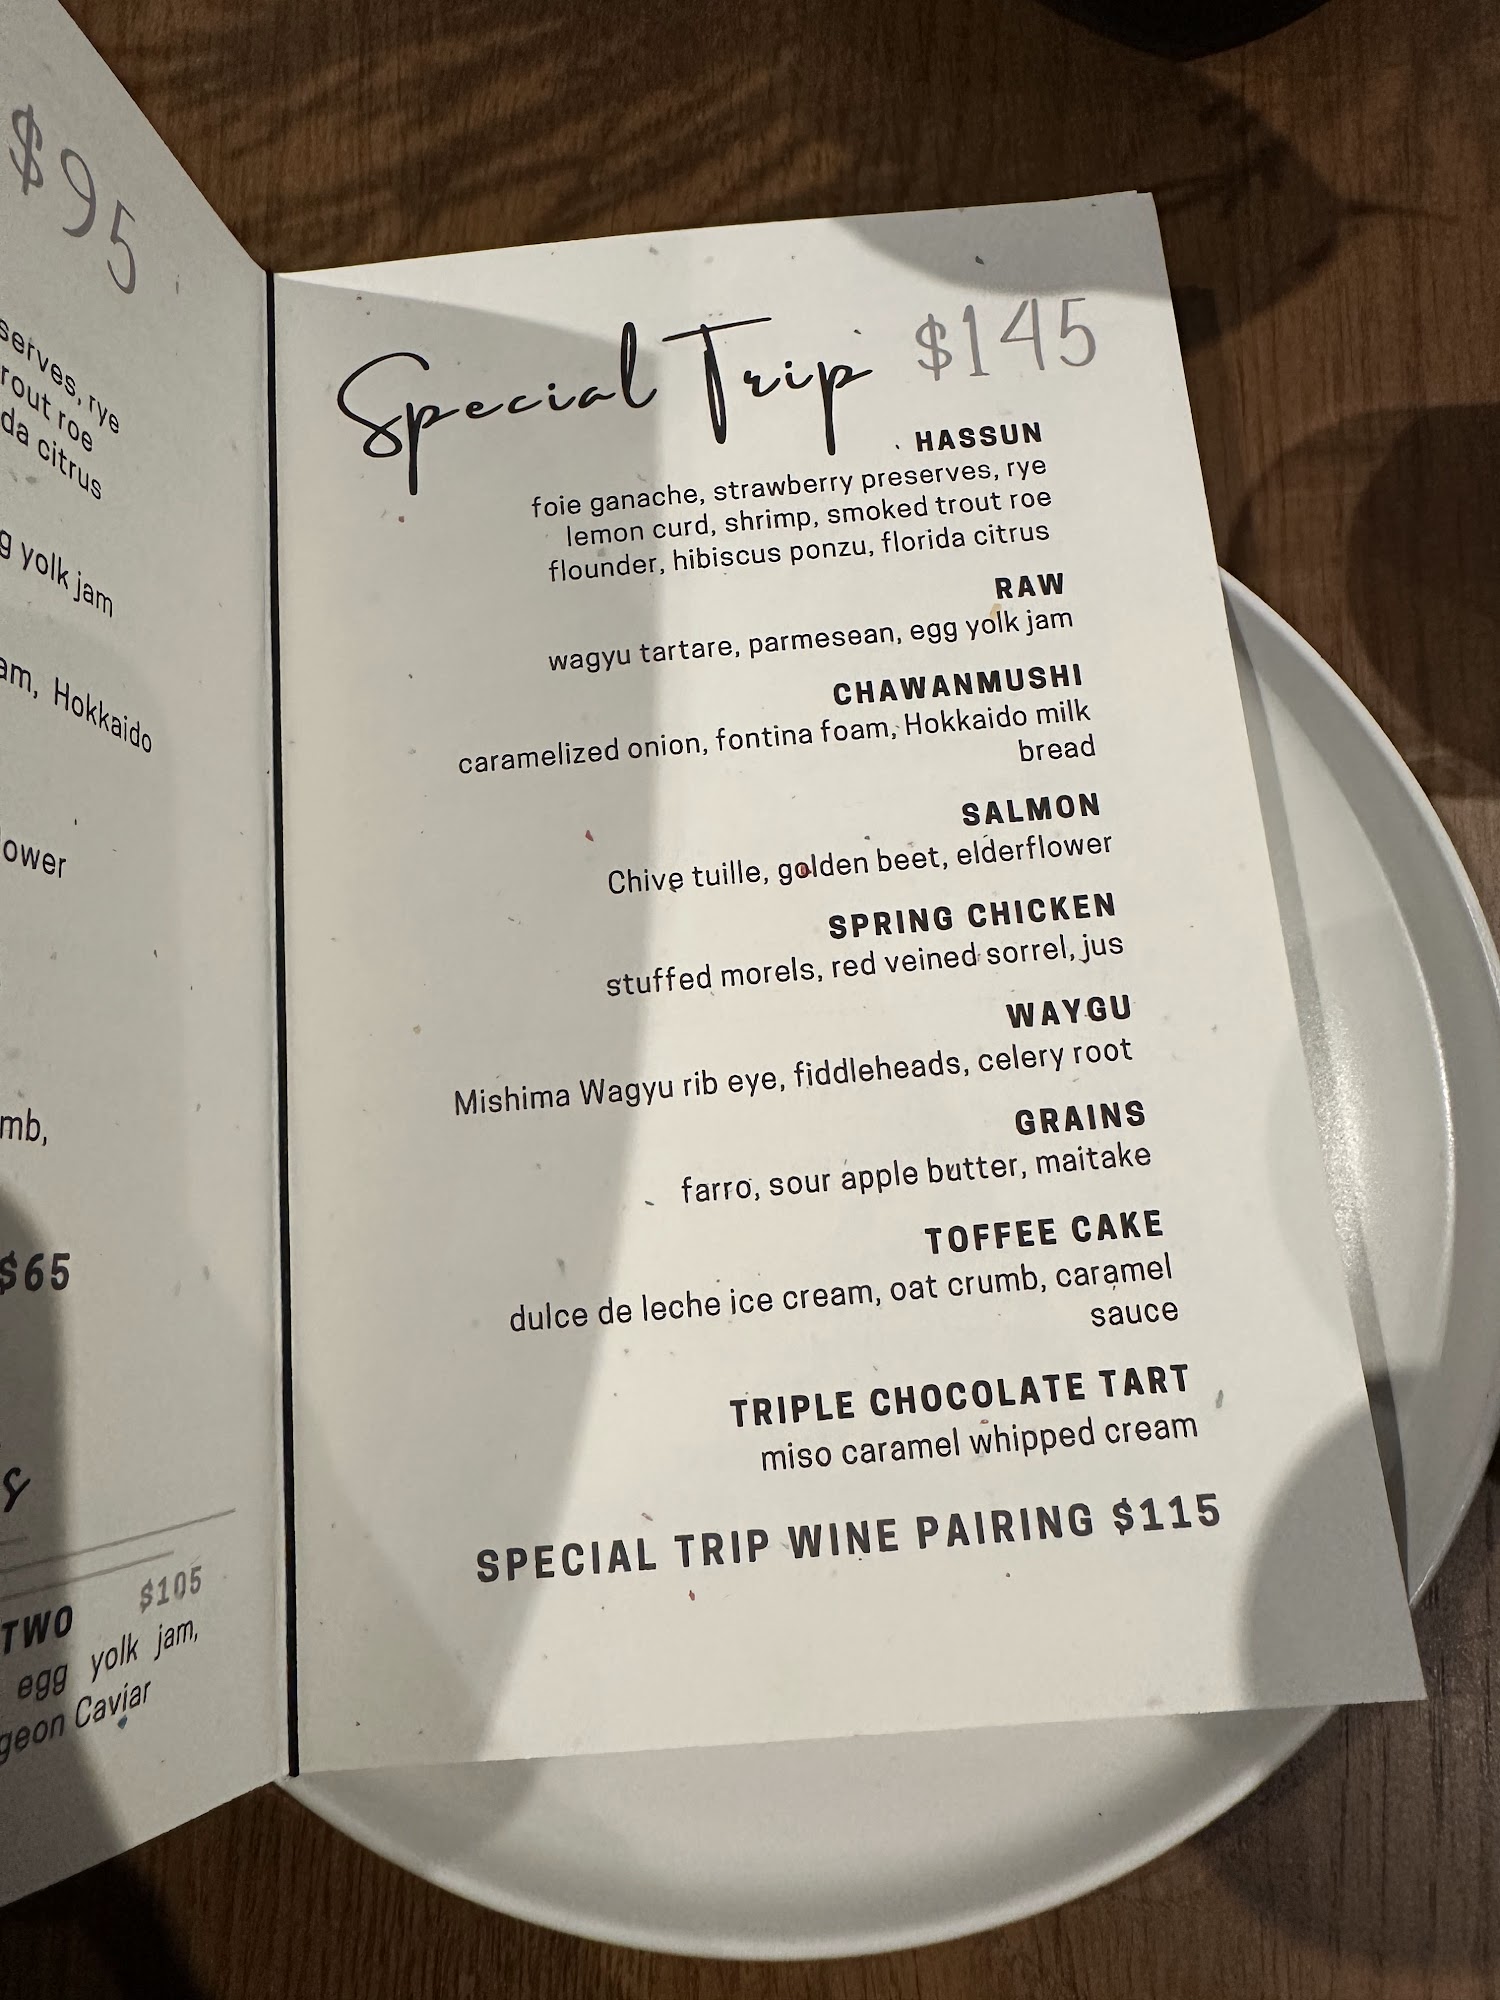 $95
serves, rye
rout roe
da citrus
g yolk jam
am, Hokkaido
ower
mb,
$65
&
$105
TWO
egg yolk jam,
geon Caviar
Special Trip $145
HASSUN
foie ganache, strawberry preserves, rye
lemon curd, shrimp, smoked trout roe
flounder, hibiscus ponzu, florida citrus
RAW
wagyu tartare, parmesean, egg yolk jam
CHAWANMUSHI
caramelized onion, fontina foam, Hokkaido milk
bread
SALMON
Chive tuille, golden beet, elderflower
SPRING CHICKEN
stuffed morels, red veined sorrel, jus
WAYGU
Mishima Wagyu rib eye, fiddleheads, celery root
GRAINS
farro, sour apple butter, maitake
TOFFEE CAKE
dulce de leche ice cream, oat crumb, caramel
sauce
TRIPLE CHOCOLATE TART
miso caramel whipped cream
SPECIAL TRIP WINE PAIRING $115